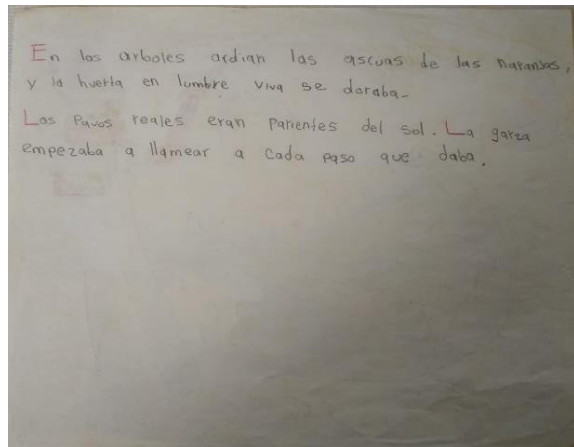 En los arboles ardian las ascuas de las naranjas,
y la huerta en lumbre viva se doraba-
Los Pavos reales eran parientes del sol. La garza
empezaba a llamear a cada paso que daba.